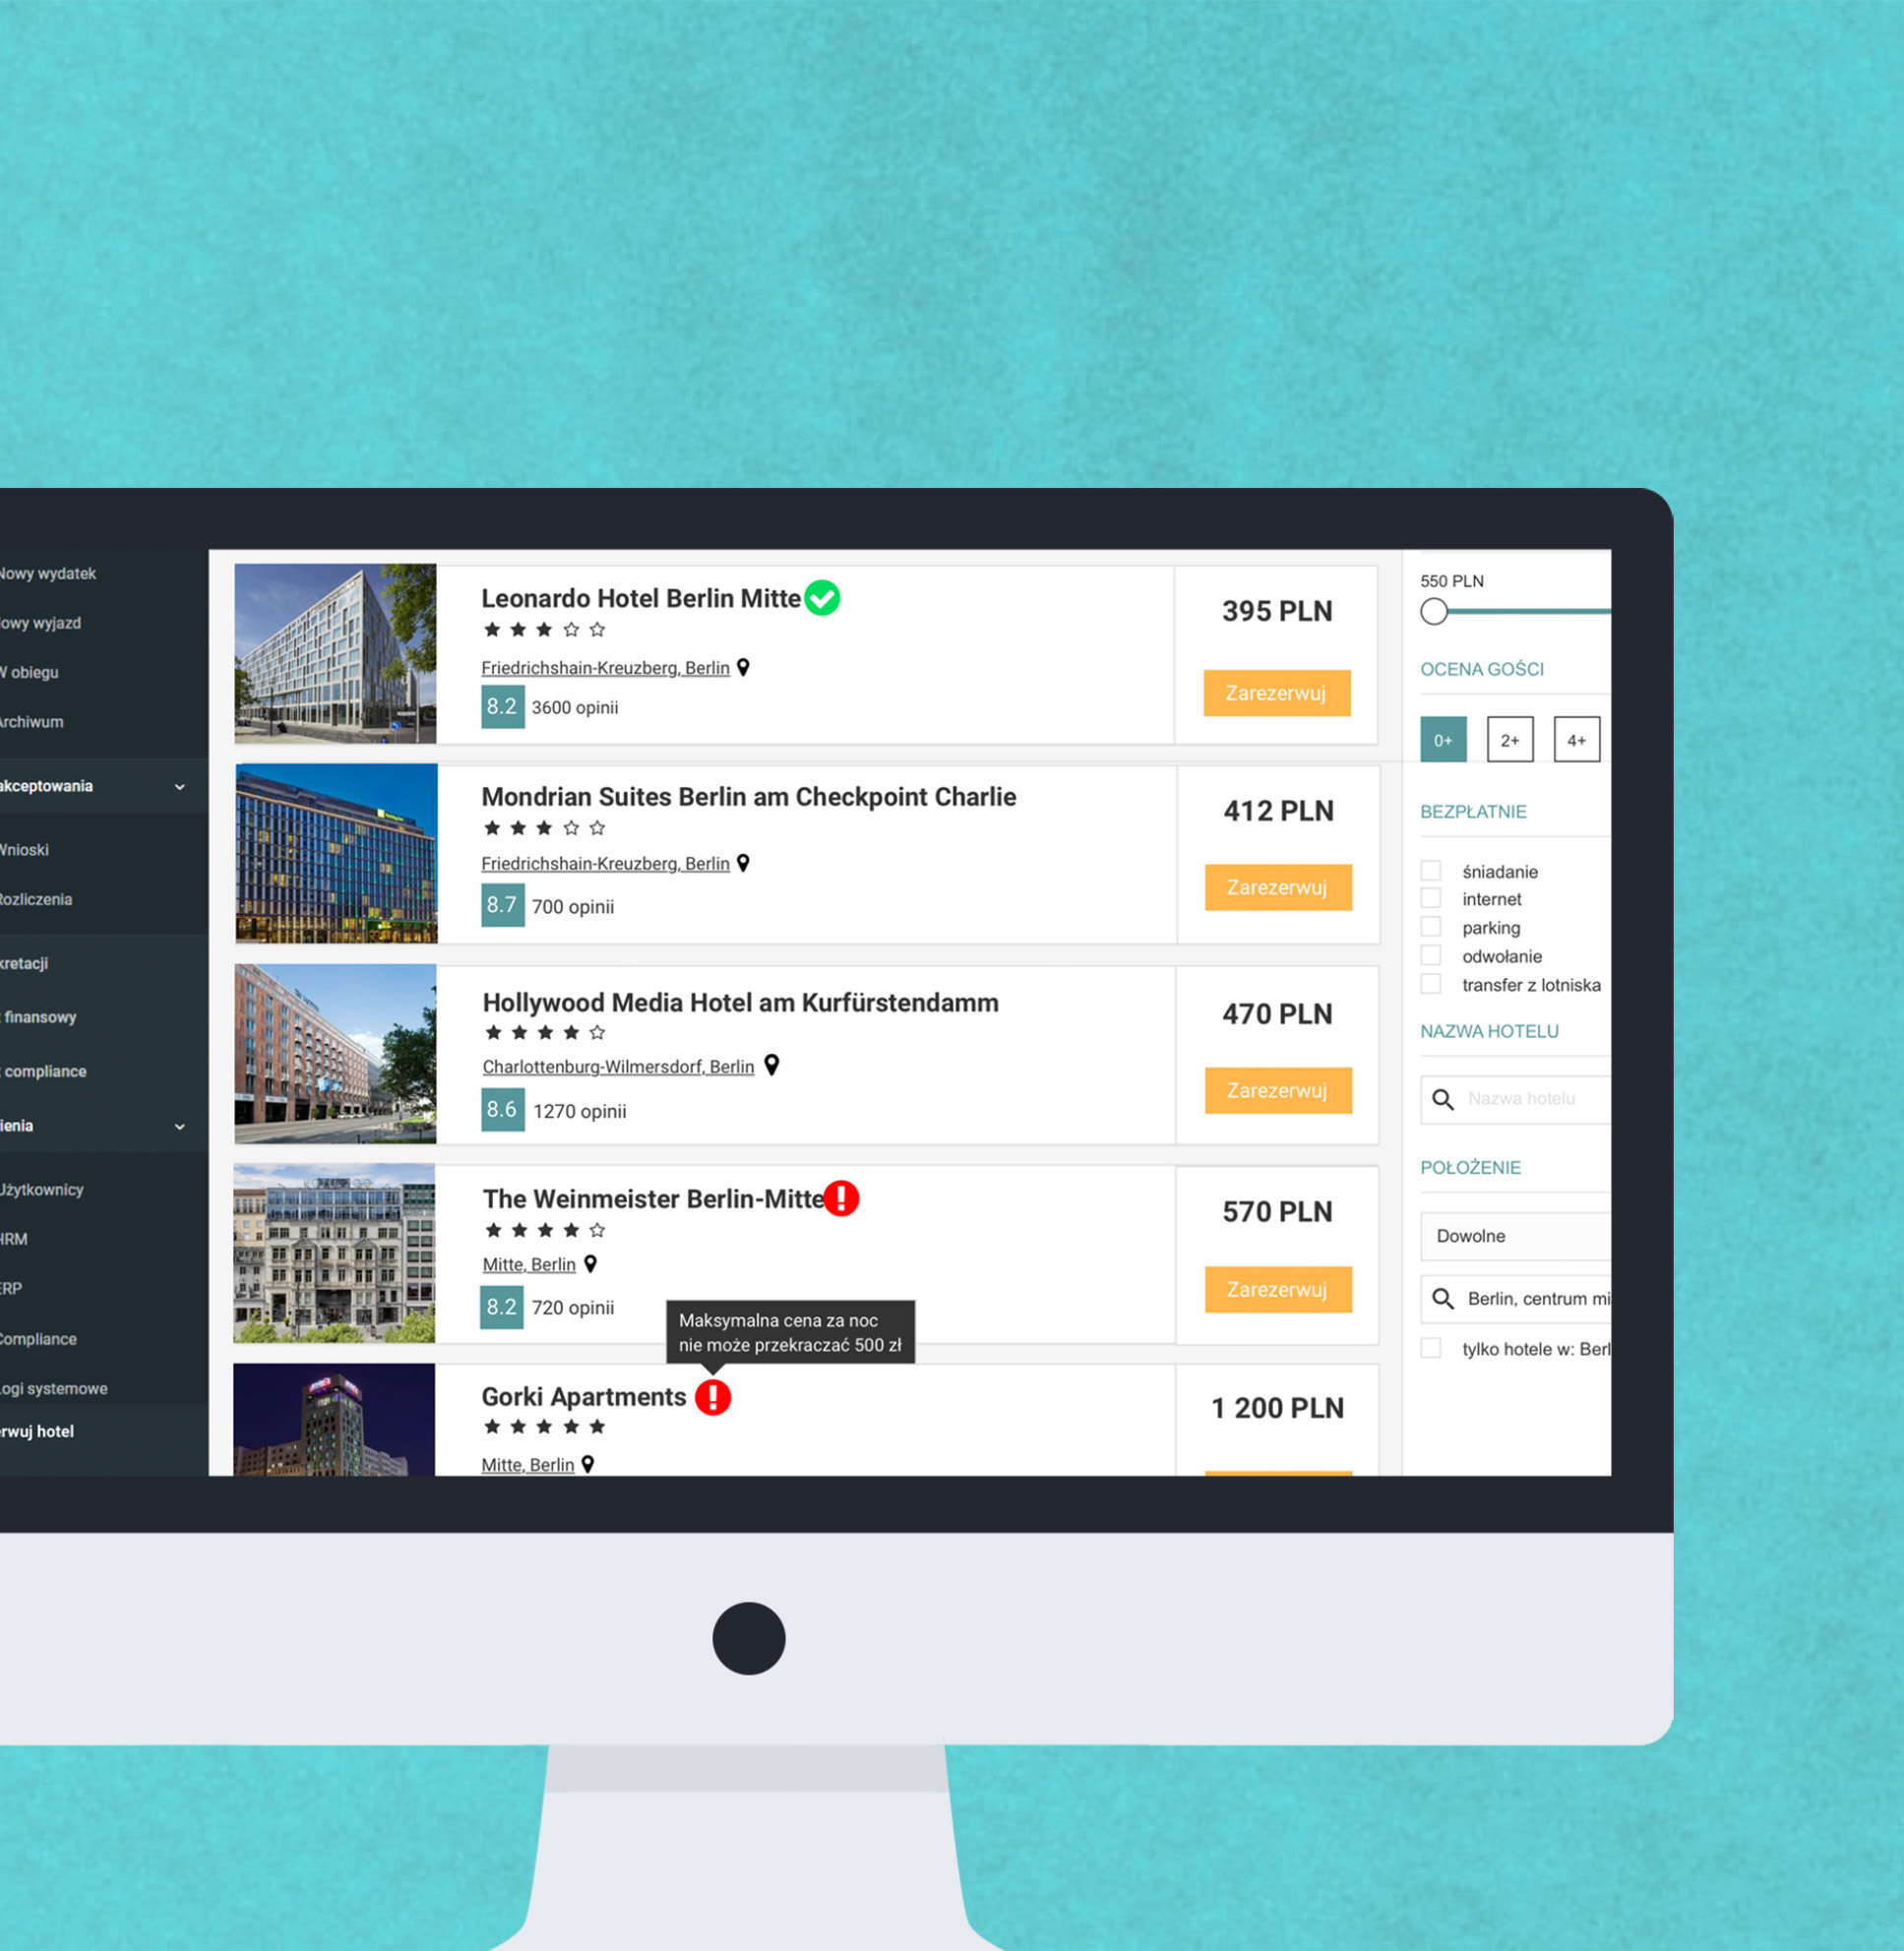 Nowy wydatek
Nowy wyjazd
W obiegu
Archiwum
akceptowania
Wnioski
Rozliczenia
kretacji
finansowy
compliance
ienia
Użytkownicy
HRM
ERP
Compliance
Logi systemowe
erwuj hotel
Leonardo Hotel Berlin Mitte
Friedrichshain-Kreuzberg, Berlin
8.2 3600 opinii
395 PLN
Zarezerwuj
Mondrian Suites Berlin am Checkpoint Charlie
Friedrichshain-Kreuzberg, Berlin
8.7 700 opinii
412 PLN
Zarezerwuj
Hollywood Media Hotel am Kurfürstendamm
Charlottenburg-Wilmersdorf, Berlin
8.6 1270 opinii
470 PLN
Zarezerwuj
The Weinmeister Berlin-Mitte
Mitte, Berlin
8.2 720 opinii
570 PLN
Zarezerwuj
Maksymalna cena za noc
nie może przekraczać 500 zł
Gorki Apartments
Mitte, Berlin
1 200 PLN
550 PLN
OCENA GOŚCI
0+ 2+ 4+
BEZPŁATNIE
śniadanie
internet
parking
odwołanie
transfer z lotniska
NAZWA HOTELU
Nazwa hotelu
POŁOŻENIE
Dowolne
Berlin, centrum mi
tylko hotele w: Berl